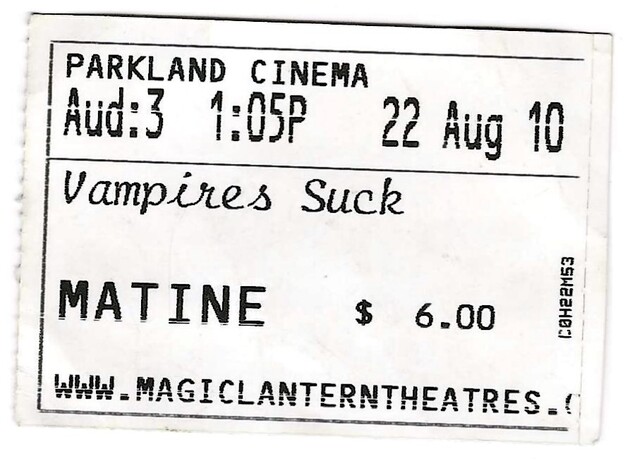 PARKLAND CINEMA
Aud:3 1:05P 22 Aug 10
Vampires Suck
MATINE $ 6.00
WWW.MAGICLANTERNTHEATRES.
C0H22M53